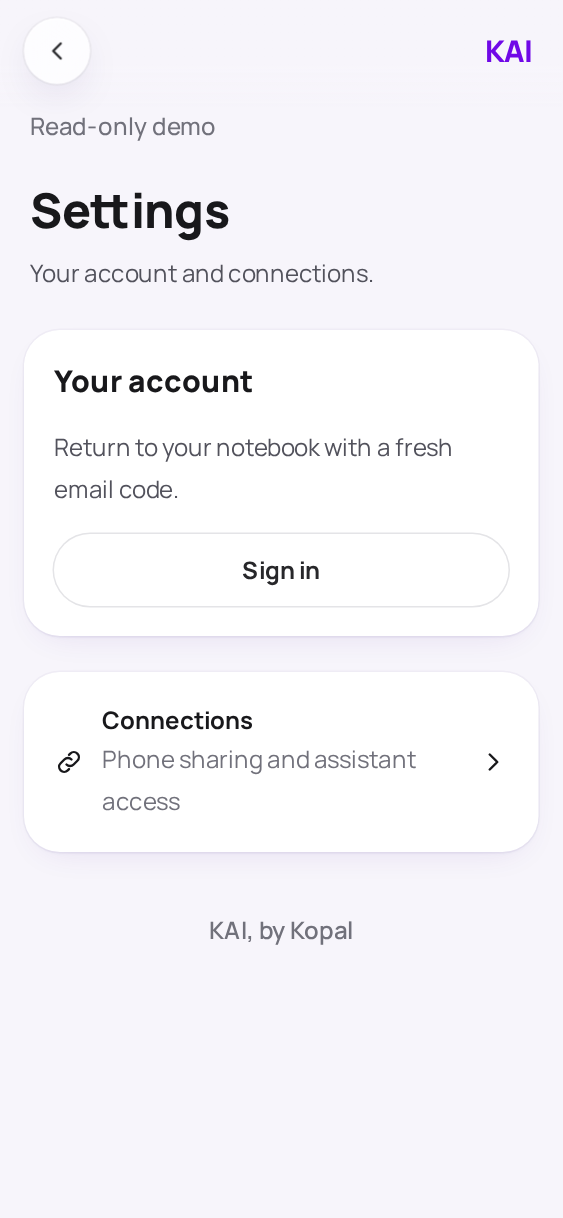 KAI
Read-only demo
Settings
Your account and connections.
Your account
Return to your notebook with a fresh
email code.
Sign in
Connections
Phone sharing and assistant
access
KAI, by Kopal